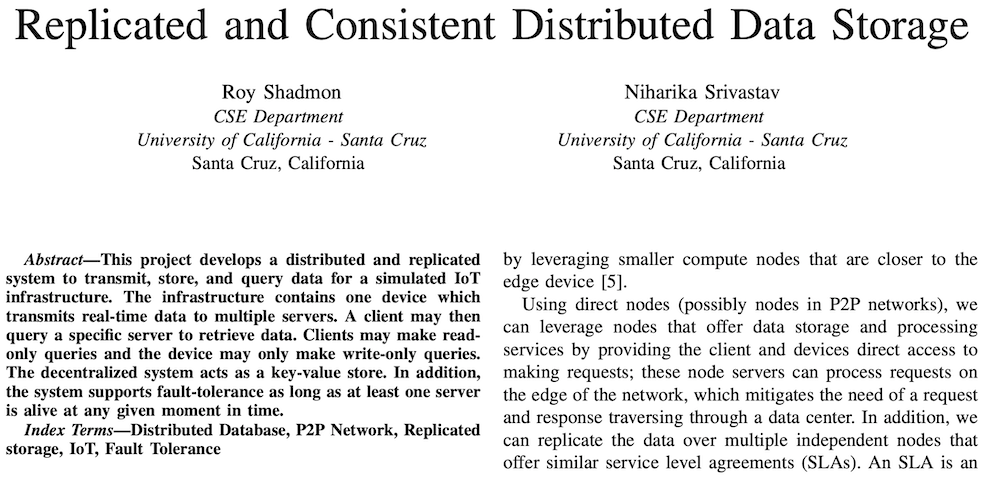 Replicated and Consistent Distributed Data Storage
Roy Shadmon
CSE Department
University of California - Santa Cruz
Santa Cruz, California
Niharika Srivastav
CSE Department
University of California - Santa Cruz
Santa Cruz, California
Abstract—This project develops a distributed and replicated
system to transmit, store, and query data for a simulated IoT
infrastructure. The infrastructure contains one device which
transmits real-time data to multiple servers. A client may then
query a specific server to retrieve data. Clients may make read-
only queries and the device may only make write-only queries.
The decentralized system acts as a key-value store. In addition,
the system supports fault-tolerance as long as at least one server
is alive at any given moment in time.
Index Terms—Distributed Database, P2P Network, Replicated
storage, IoT, Fault Tolerance
by leveraging smaller compute nodes that are closer to the
edge device [5].
Using direct nodes (possibly nodes in P2P networks), we
can leverage nodes that offer data storage and processing
services by providing the client and devices direct access to
making requests; these node servers can process requests on
the edge of the network, which mitigates the need of a request
and response traversing through a data center. In addition, we
can replicate the data over multiple independent nodes that
offer similar service level agreements (SLAs). An SLA is an